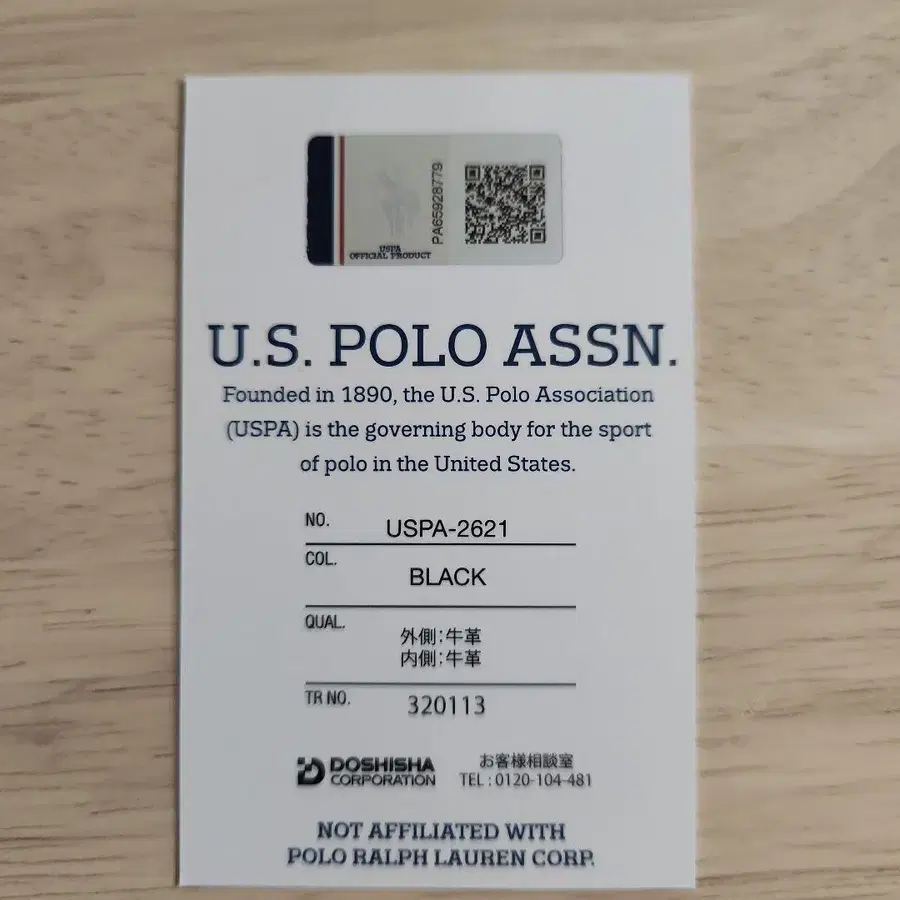 PA65928779
USPA
OFFICIAL PRODUCT
U.S. POLO ASSN.
Founded in 1890, the U.S. Polo Association
(USPA) is the governing body for the sport
of polo in the United States.
NO. USPA-2621
COL. BLACK
QUAL. 外側:牛革
内側:牛革
TR NO. 320113
DOSHISHA
CORPORATION
お客様相談室
TEL : 0120-104-481
NOT AFFILIATED WITH
POLO RALPH LAUREN CORP.